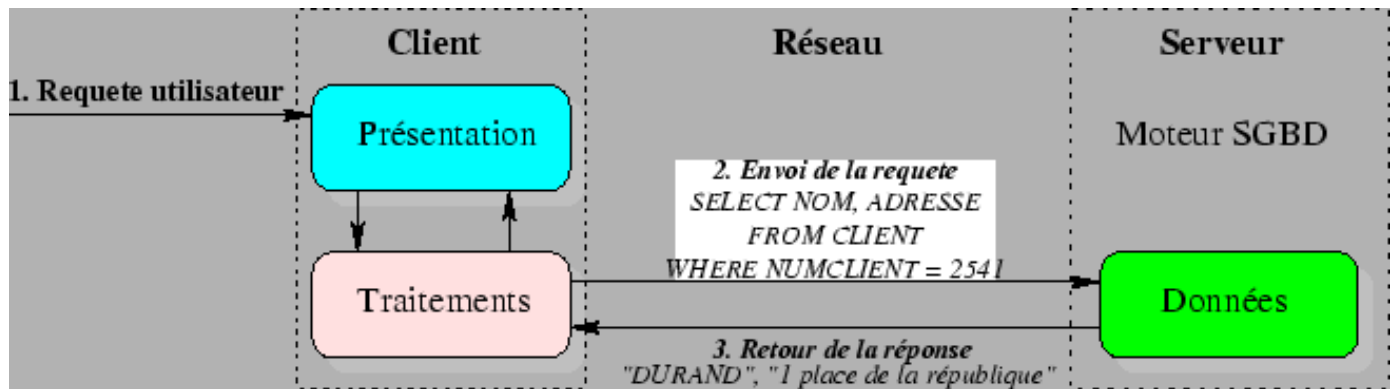 Client
Réseau
Serveur
1. Requete utilisateur
Présentation
Moteur SGBD
2. Envoi de la requete
SELECT NOM, ADRESSE
FROM CLIENT
WHERE NUMCLIENT = 2541
Traitements
Données
3. Retour de la réponse
"DURAND", "1 place de la république"